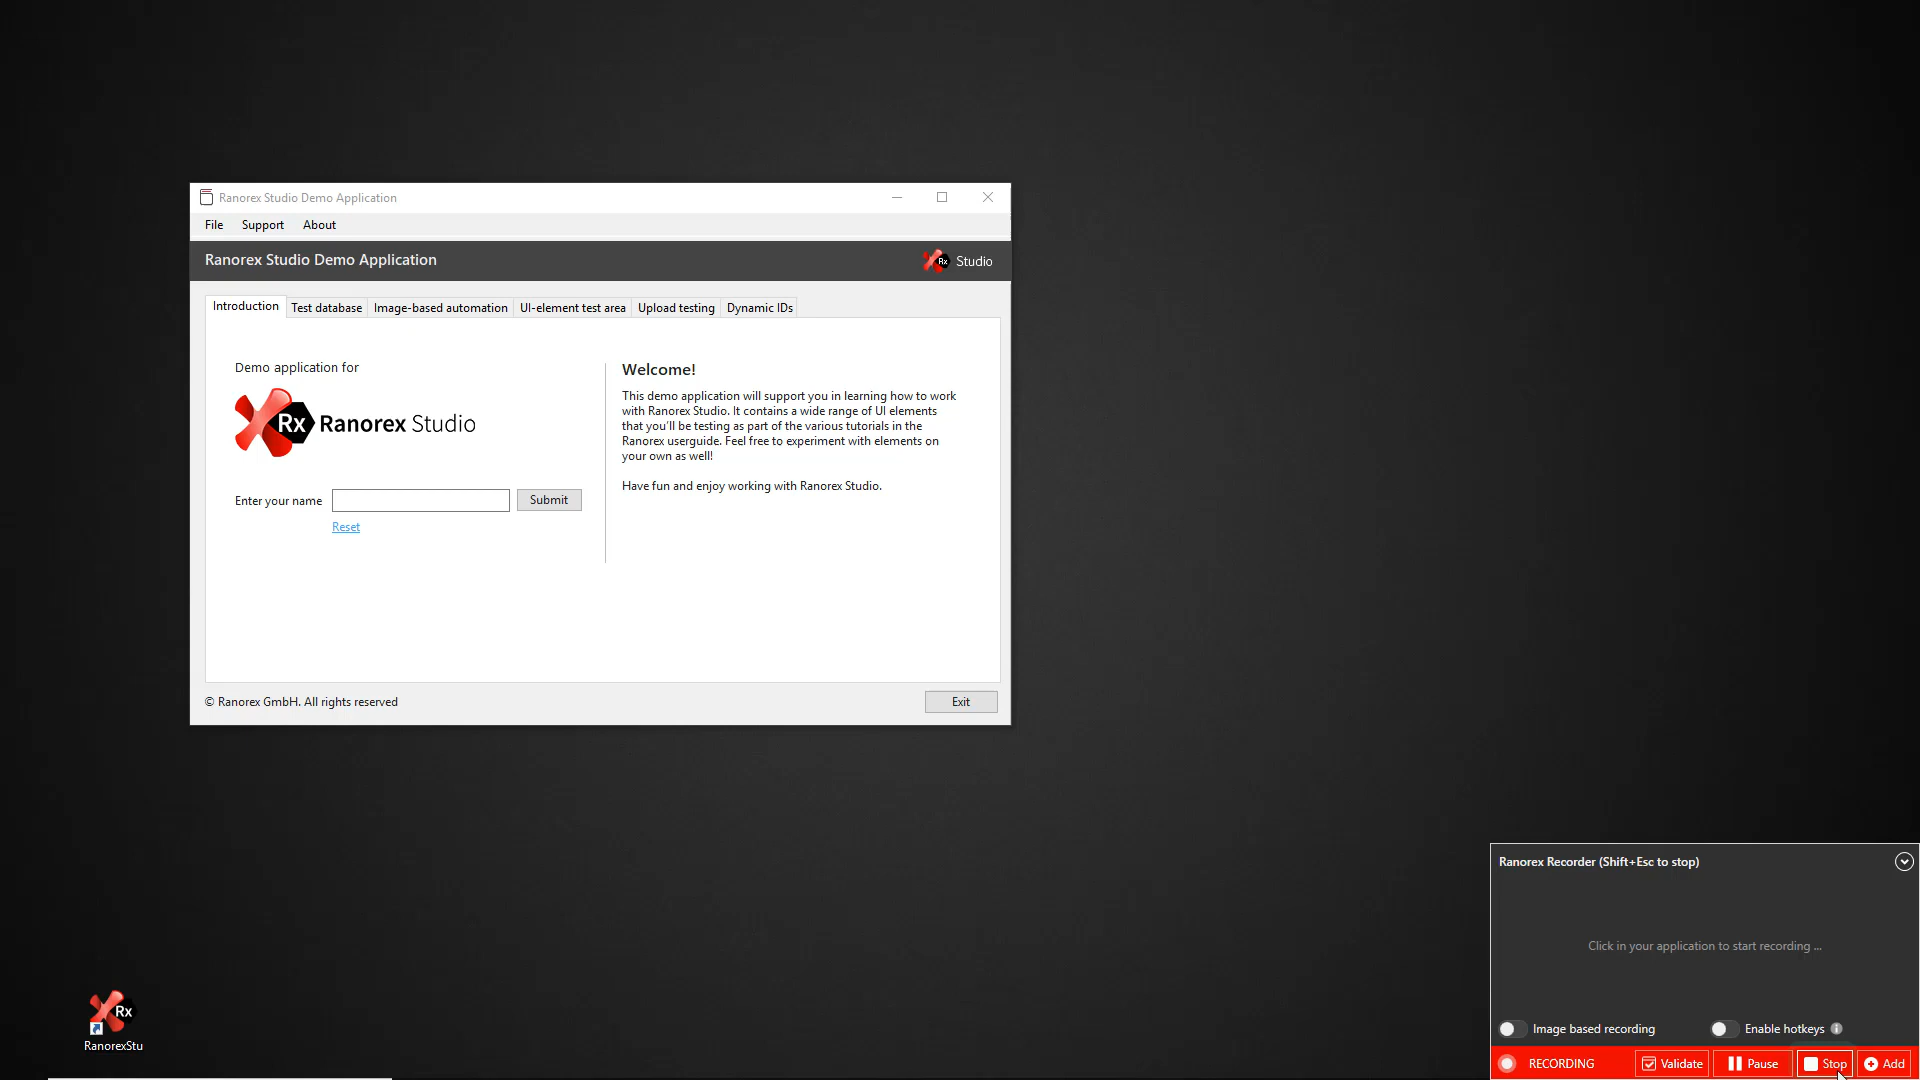 Ranorex Studio Demo Application
File Support About
Ranorex Studio Demo Application
Rx Studio
Introduction Test database Image-based automation UI-element test area Upload testing Dynamic IDs
Demo application for
Rx Ranorex Studio
Enter your name Submit
Reset
Welcome!
This demo application will support you in learning how to work
with Ranorex Studio. It contains a wide range of UI elements
that you'll be testing as part of the various tutorials in the
Ranorex userguide. Feel free to experiment with elements on
your own as well!
Have fun and enjoy working with Ranorex Studio.
© Ranorex GmbH. All rights reserved Exit
Rx
RanorexStu
Ranorex Recorder (Shift+Esc to stop)
Click in your application to start recording ...
Image based recording Enable hotkeys i
RECORDING Validate Pause Stop Add